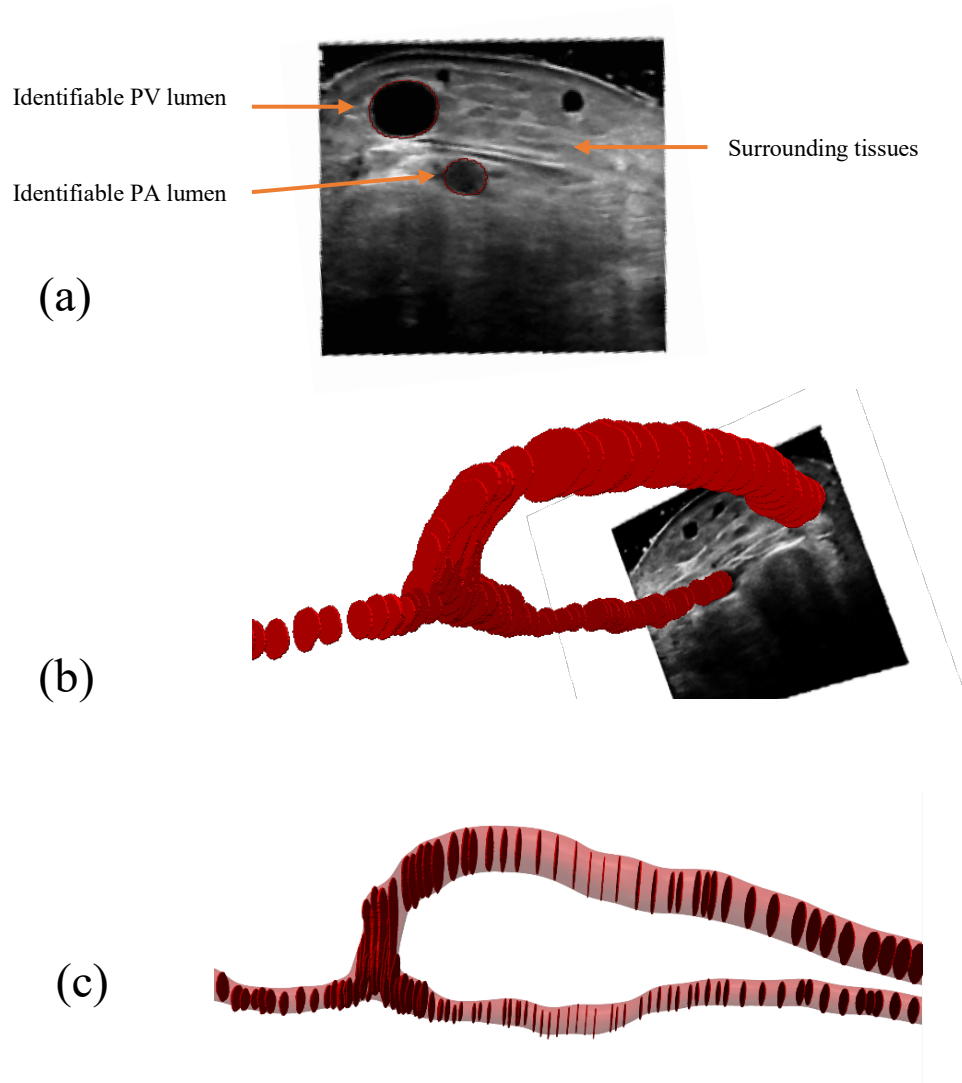 Identifiable PV lumen
Surrounding tissues
Identifiable PA lumen
(a)
(b)
(c)